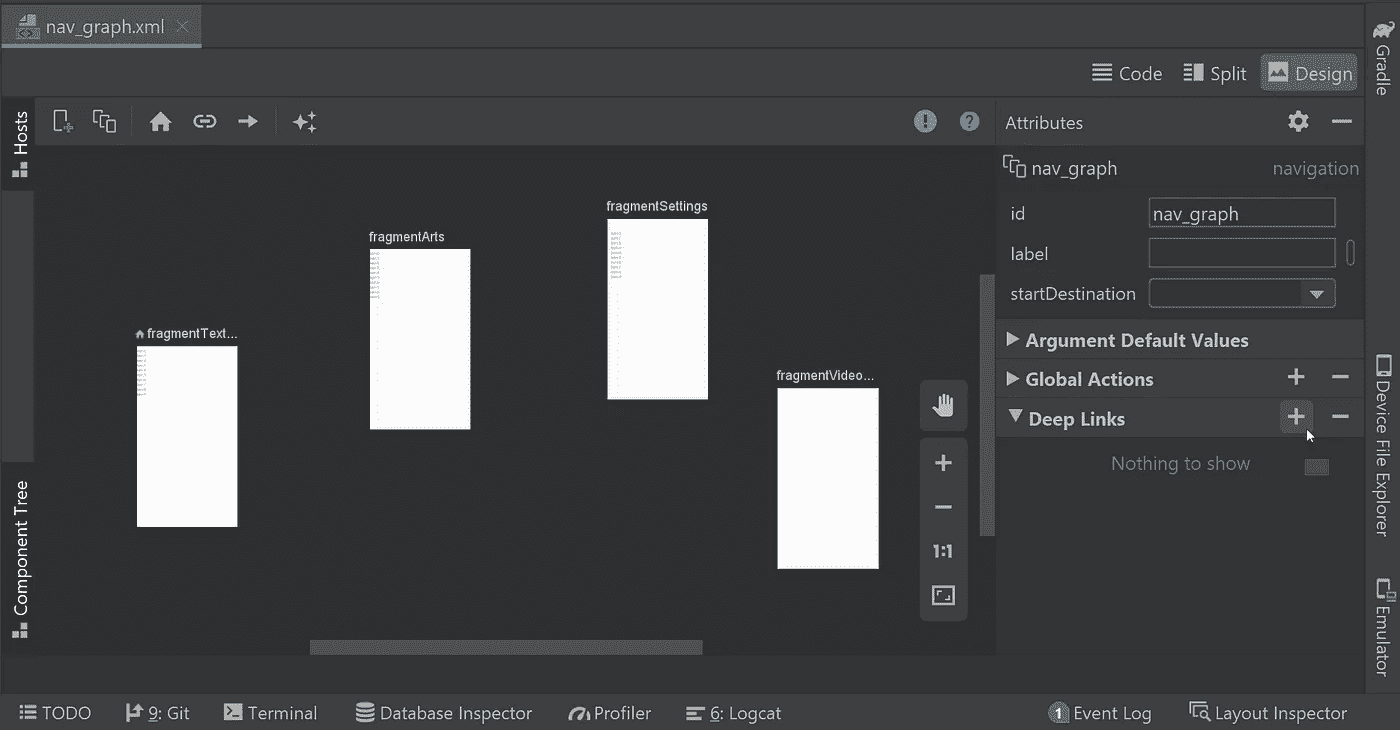 nav_graph.xml
Code
Split
Design
Gradle
Hosts
Attributes
nav_graph
navigation
id
nav_graph
label
startDestination
Argument Default Values
Global Actions
Deep Links
Nothing to show
fragmentSettings
fragmentArts
fragmentText...
fragmentVideo...
1:1
Component Tree
Device File Explorer
Emulator
TODO
9: Git
Terminal
Database Inspector
Profiler
6: Logcat
1 Event Log
Layout Inspector